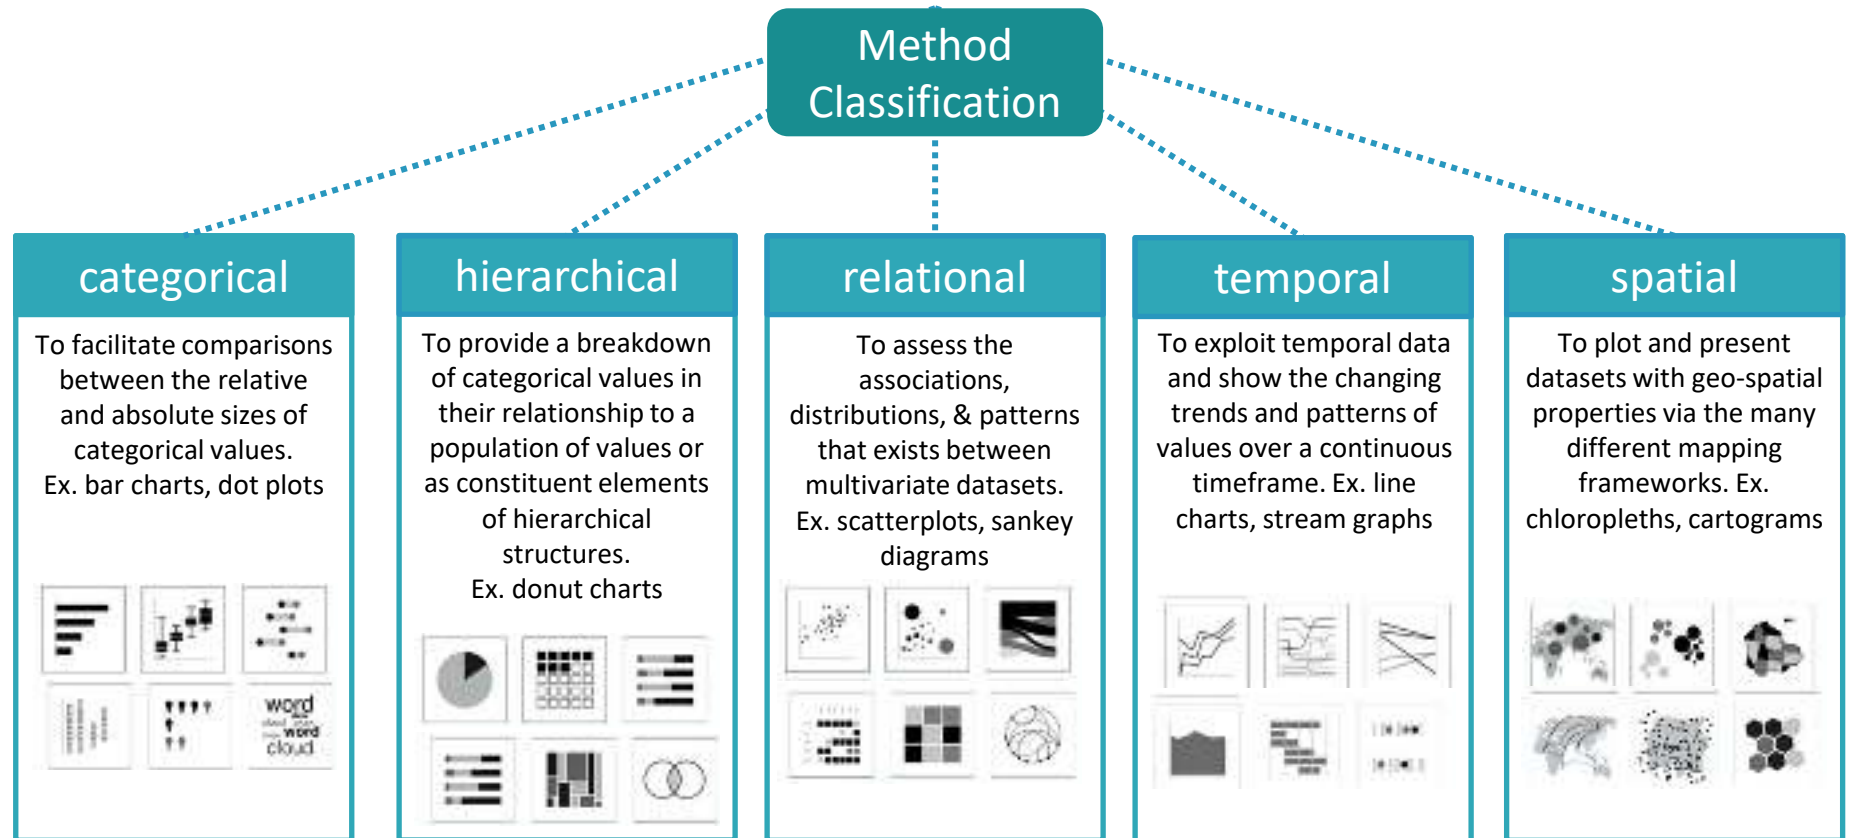 Method
Classification
categorical
To facilitate comparisons
between the relative
and absolute sizes of
categorical values.
Ex. bar charts, dot plots
word
word
cloud
hierarchical
To provide a breakdown
of categorical values in
their relationship to a
population of values or
as constituent elements
of hierarchical
structures.
Ex. donut charts
relational
To assess the
associations,
distributions, & patterns
that exists between
multivariate datasets.
Ex. scatterplots, sankey
diagrams
temporal
To exploit temporal data
and show the changing
trends and patterns of
values over a continuous
timeframe. Ex. line
charts, stream graphs
spatial
To plot and present
datasets with geo-spatial
properties via the many
different mapping
frameworks. Ex.
chloropleths, cartograms